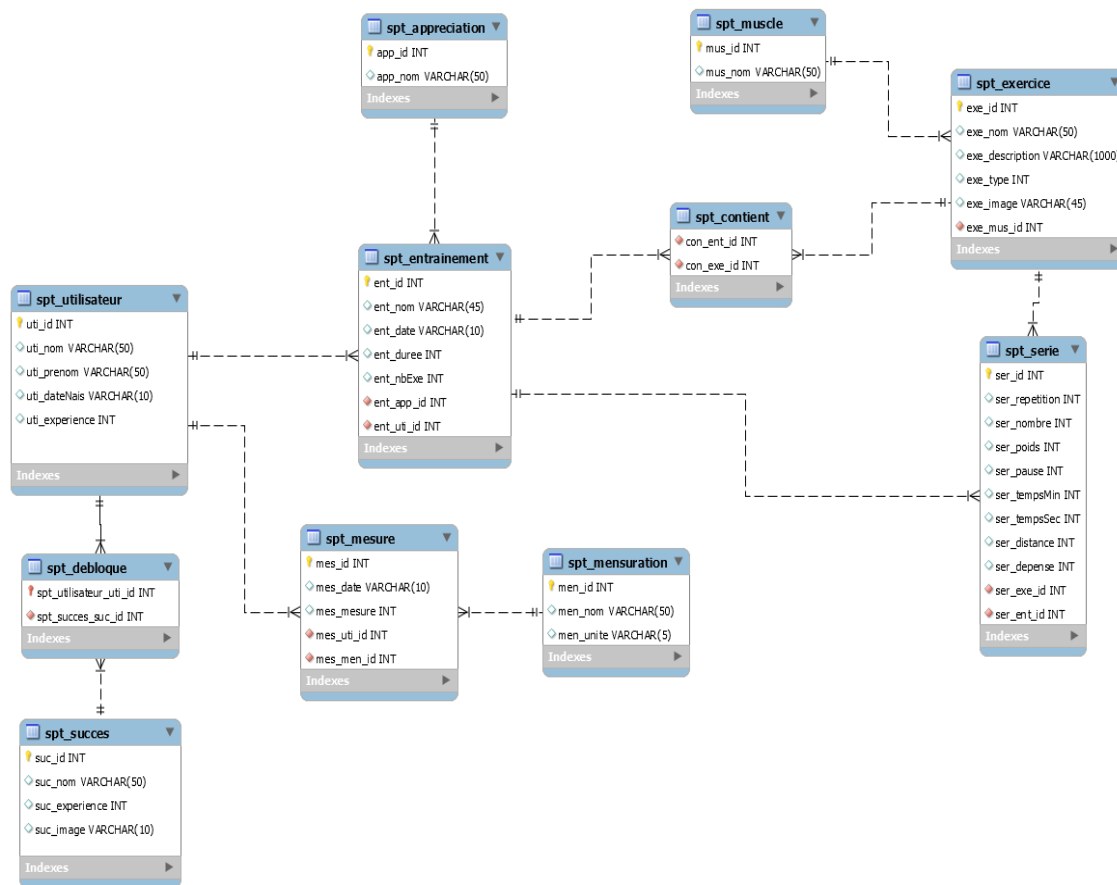 spt_appreciation
app_id INT
app_nom VARCHAR(50)
Indexes
spt_muscle
mus_id INT
mus_nom VARCHAR(50)
Indexes
spt_exercice
exe_id INT
exe_nom VARCHAR(50)
exe_description VARCHAR(1000)
exe_type INT
exe_image VARCHAR(45)
exe_mus_id INT
Indexes
spt_contient
con_ent_id INT
con_exe_id INT
Indexes
spt_entrainement
ent_id INT
ent_nom VARCHAR(45)
ent_date VARCHAR(10)
ent_duree INT
ent_nbExe INT
ent_app_id INT
ent_uti_id INT
Indexes
spt_utilisateur
uti_id INT
uti_nom VARCHAR(50)
uti_prenom VARCHAR(50)
uti_dateNais VARCHAR(10)
uti_experience INT
Indexes
spt_serie
ser_id INT
ser_repetition INT
ser_nombre INT
ser_poids INT
ser_pause INT
ser_tempsMin INT
ser_tempsSec INT
ser_distance INT
ser_depense INT
ser_exe_id INT
ser_ent_id INT
Indexes
spt_mesure
mes_id INT
mes_date VARCHAR(10)
mes_mesure INT
mes_uti_id INT
mes_men_id INT
Indexes
spt_mensuration
men_id INT
men_nom VARCHAR(50)
men_unite VARCHAR(5)
Indexes
spt_debloque
spt_utilisateur_uti_id INT
spt_succes_suc_id INT
Indexes
spt_succes
suc_id INT
suc_nom VARCHAR(50)
suc_experience INT
suc_image VARCHAR(10)
Indexes